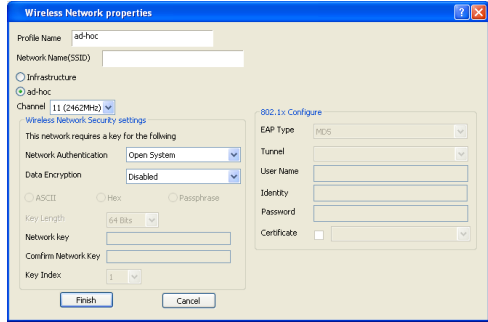 Wireless Network properties
Profile Name ad-hoc
Network Name(SSID)
Infrastructure
ad-hoc
Channel 11 (2462MHz)
Wireless Network Security settings
This network requires a key for the follwing
Network Authentication Open System
Data Encryption Disabled
ASCII Hex Passphrase
Key Length 64 Bits
Network key
Comfirm Network Key
Key Index 1
Finish Cancel
802.1x Configure
EAP Type MD5
Tunnel
User Name
Identity
Password
Certificate